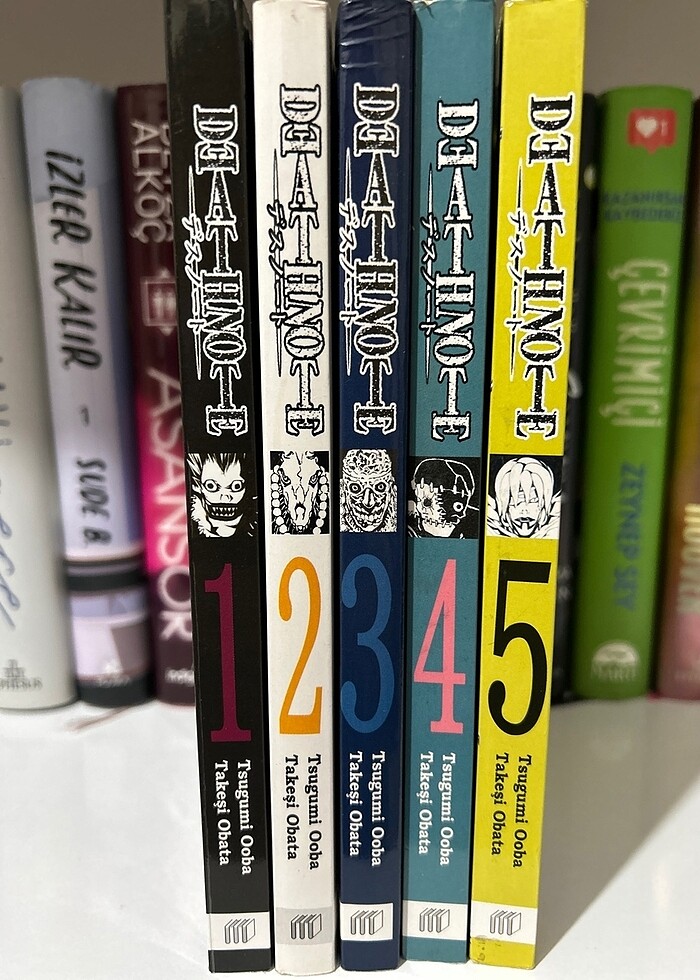 İZLER KALIR - SUDE B.
ALKOÇ
ASANSÖR
DEATH NOTE
デスノート
1
Tsugumi Ooba
Takeşi Obata
DEATH NOTE
デスノート
2
Tsugumi Ooba
Takeşi Obata
DEATH NOTE
デスノート
3
Tsugumi Ooba
Takeşi Obata
DEATH NOTE
デスノート
4
Tsugumi Ooba
Takeşi Obata
DEATH NOTE
デスノート
5
Tsugumi Ooba
Takeşi Obata
1
KAZANIRSAN
KAYBEDERSİN
ÇEVRİMİÇİ
ZEYNEP SEY